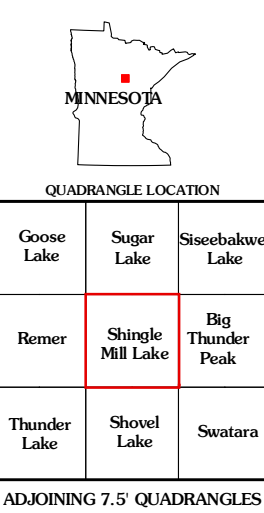 MINNESOTA
QUADRANGLE LOCATION
Goose
Lake
Sugar
Lake
Siseebakwe
Lake
Remer
Shingle
Mill Lake
Big
Thunder
Peak
Thunder
Lake
Shovel
Lake
Swatara
ADJOINING 7.5' QUADRANGLES